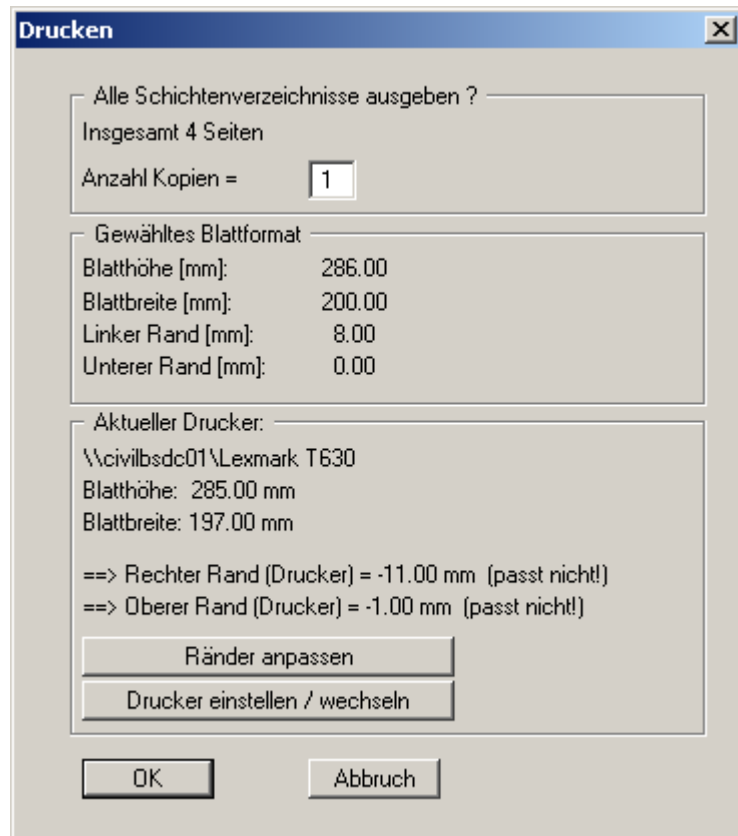 Drucken
Alle Schichtenverzeichnisse ausgeben ?
Insgesamt 4 Seiten
Anzahl Kopien = 1
Gewähltes Blattformat
Blatthöhe [mm]: 286.00
Blattbreite [mm]: 200.00
Linker Rand [mm]: 8.00
Unterer Rand [mm]: 0.00
Aktueller Drucker:
\\civilbsdc01\Lexmark T630
Blatthöhe: 285.00 mm
Blattbreite: 197.00 mm
==> Rechter Rand (Drucker) = -11.00 mm (passt nicht!)
==> Oberer Rand (Drucker) = -1.00 mm (passt nicht!)
Ränder anpassen
Drucker einstellen / wechseln
OK Abbruch